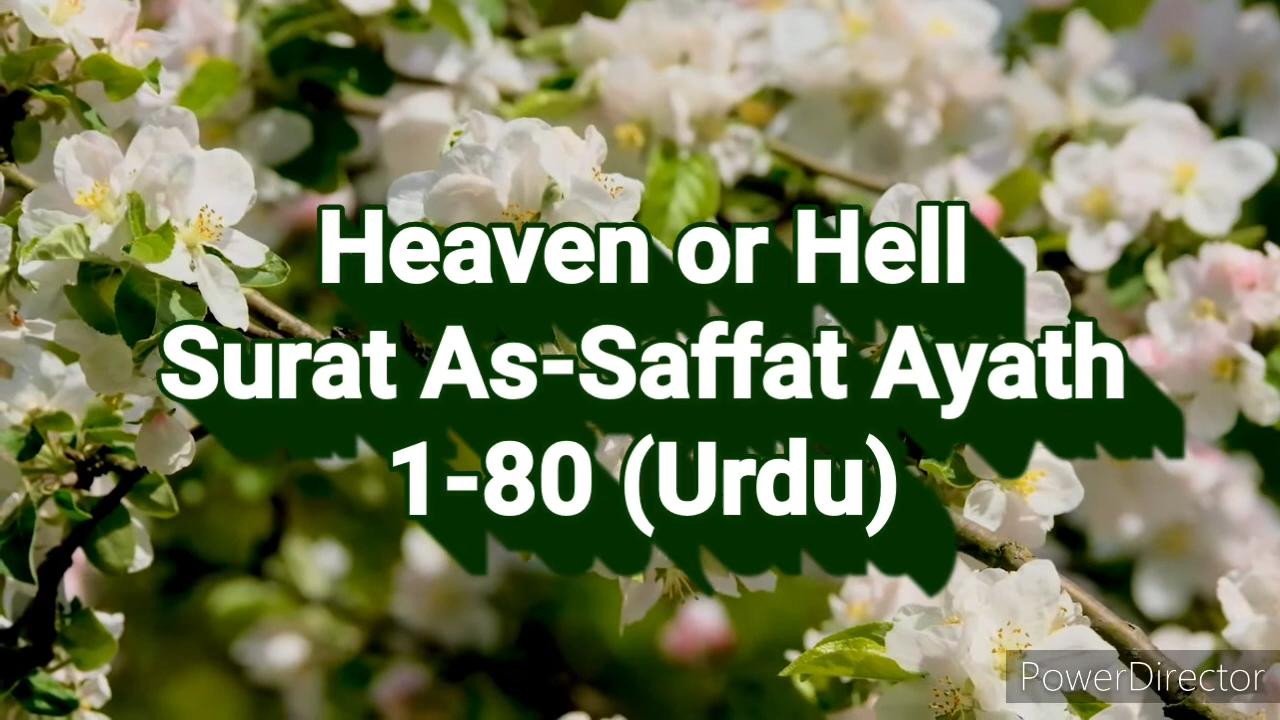 Heaven or Hell
Surat As-Saffat Ayath
1-80 (Urdu)
PowerDirector